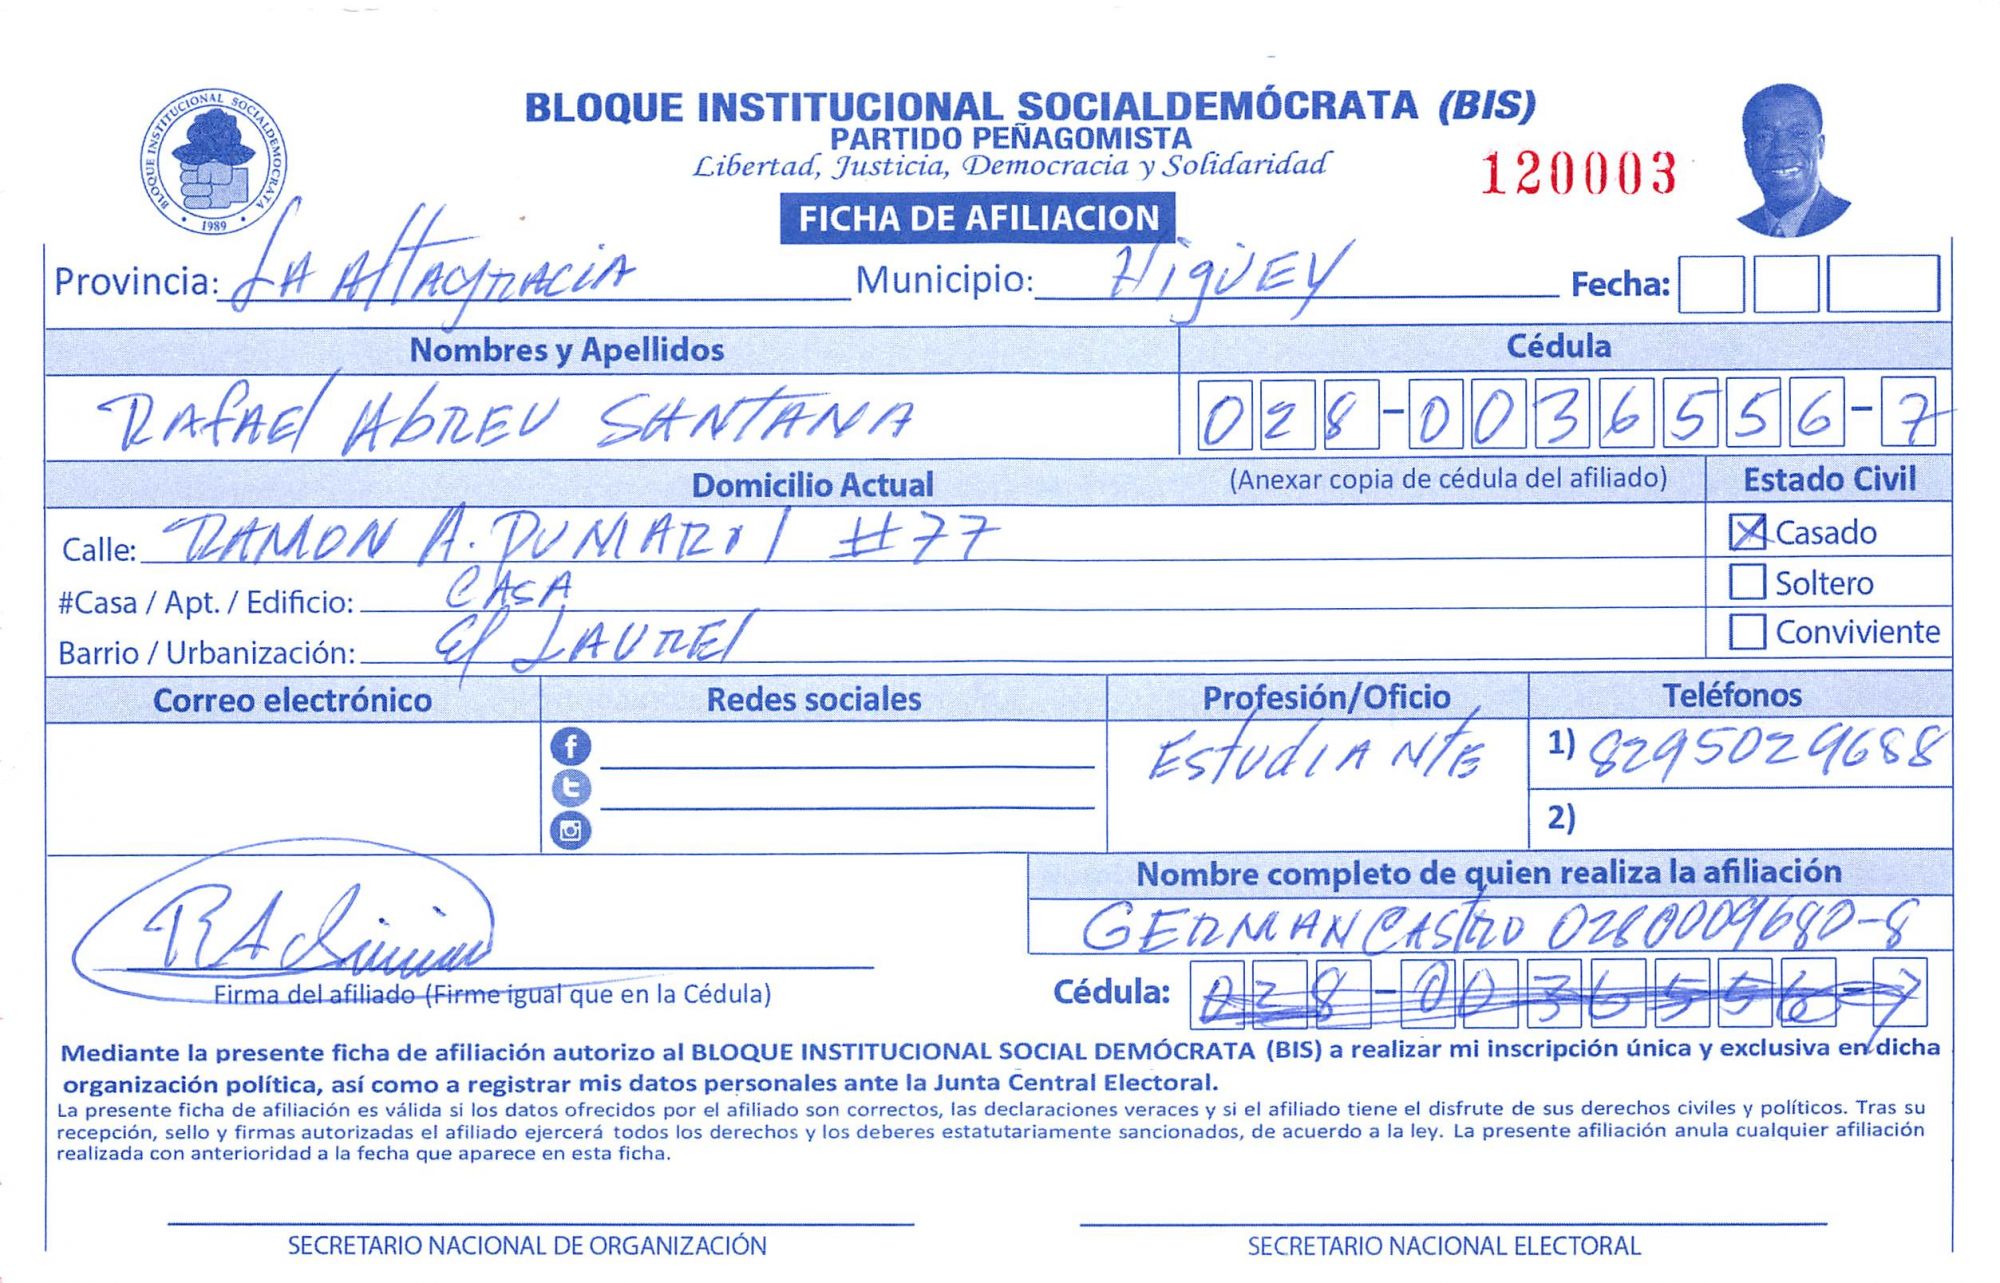 BLOQUE INSTITUCIONAL SOCIALDEMOCRATA
1989
BLOQUE INSTITUCIONAL SOCIALDEMÓCRATA (BIS)
PARTIDO PEÑAGOMISTA
Libertad, Justicia, Democracia y Solidaridad
120003
FICHA DE AFILIACION
Provincia: LA AltAgRACIA Municipio: HigüEY Fecha:
Nombres y Apellidos Cédula
RAfAEl AbREU SANTANA 028-0036556-7
Domicilio Actual (Anexar copia de cédula del afiliado) Estado Civil
Calle: RAMON A. #77 Casado
#Casa / Apt. / Edificio: CASA Soltero
Barrio / Urbanización: El LAUREl Conviviente
Correo electrónico Redes sociales Profesión/Oficio Teléfonos
EstudIANtE 1) 8295029688
2)
Nombre completo de quien realiza la afiliación
GERMAN CAStRO 0280009680-8
Firma del afiliado (Firme igual que en la Cédula) Cédula: 028-0036556-7
Mediante la presente ficha de afiliación autorizo al BLOQUE INSTITUCIONAL SOCIAL DEMÓCRATA (BIS) a realizar mi inscripción única y exclusiva en dicha
organización política, así como a registrar mis datos personales ante la Junta Central Electoral.
La presente ficha de afiliación es válida si los datos ofrecidos por el afiliado son correctos, las declaraciones veraces y si el afiliado tiene el disfrute de sus derechos civiles y políticos. Tras su
recepción, sello y firmas autorizadas el afiliado ejercerá todos los derechos y los deberes estatutariamente sancionados, de acuerdo a la ley. La presente afiliación anula cualquier afiliación
realizada con anterioridad a la fecha que aparece en esta ficha.
SECRETARIO NACIONAL DE ORGANIZACIÓN SECRETARIO NACIONAL ELECTORAL